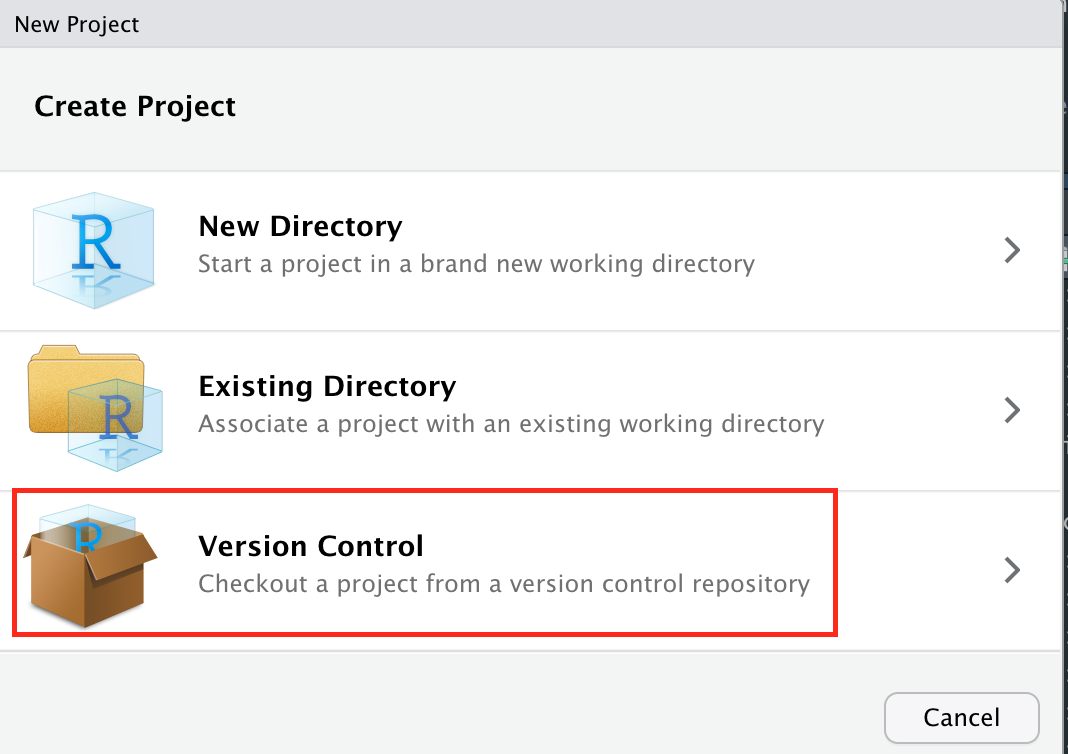 New Project
Create Project
R
New Directory
Start a project in a brand new working directory
R
Existing Directory
Associate a project with an existing working directory
R
Version Control
Checkout a project from a version control repository
Cancel